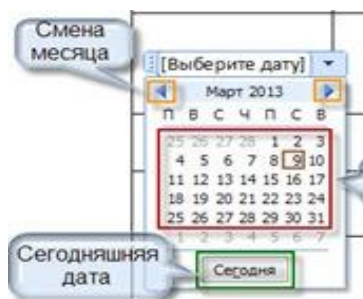 Смена
месяца
[Выберите дату]
Март 2013
П В С Ч П С В
25 26 27 28 1 2 3
4 5 6 7 8 9 10
11 12 13 14 15 16 17
18 19 20 21 22 23 24
25 26 27 28 29 30 31
1 2 3 4 5 6 7
Сегодняшняя
дата
Сегодня